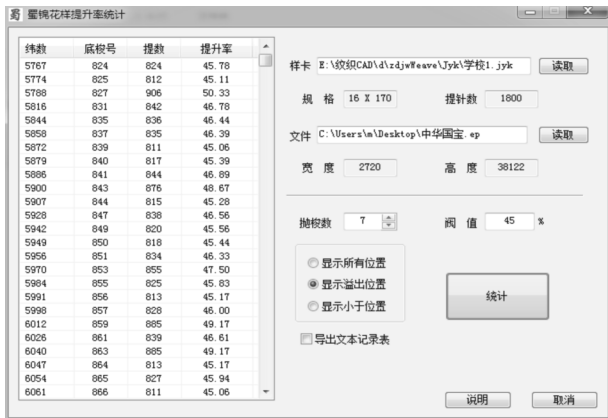 蜀锦花样提升率统计
纬数 底梭号 提数 提升率
5767 824 824 45.78
5774 825 812 45.11
5788 827 906 50.33
5816 831 842 46.78
5844 835 836 46.44
5858 837 835 46.39
5872 839 811 45.06
5879 840 817 45.39
5886 841 844 46.89
5900 843 876 48.67
5907 844 815 45.28
5928 847 838 46.56
5942 849 820 45.56
5949 850 818 45.44
5956 851 834 46.33
5970 853 855 47.50
5984 855 825 45.83
5991 856 813 45.17
5998 857 828 46.00
6012 859 885 49.17
6026 861 839 46.61
6040 863 885 49.17
6047 864 813 45.17
6054 865 827 45.94
6061 866 811 45.06
样卡 E:\纹织CAD\d\zdjwWeave\Jyk\学校1.jyk 读取
规 格 16 X 170 提针数 1800
文件 C:\Users\m\Desktop\中华国宝.ep 读取
宽 度 2720 高 度 38122
抛梭数 7 阀 值 45 %
显示所有位置
显示溢出位置
显示小于位置
统计
导出文本记录表
说明 取消